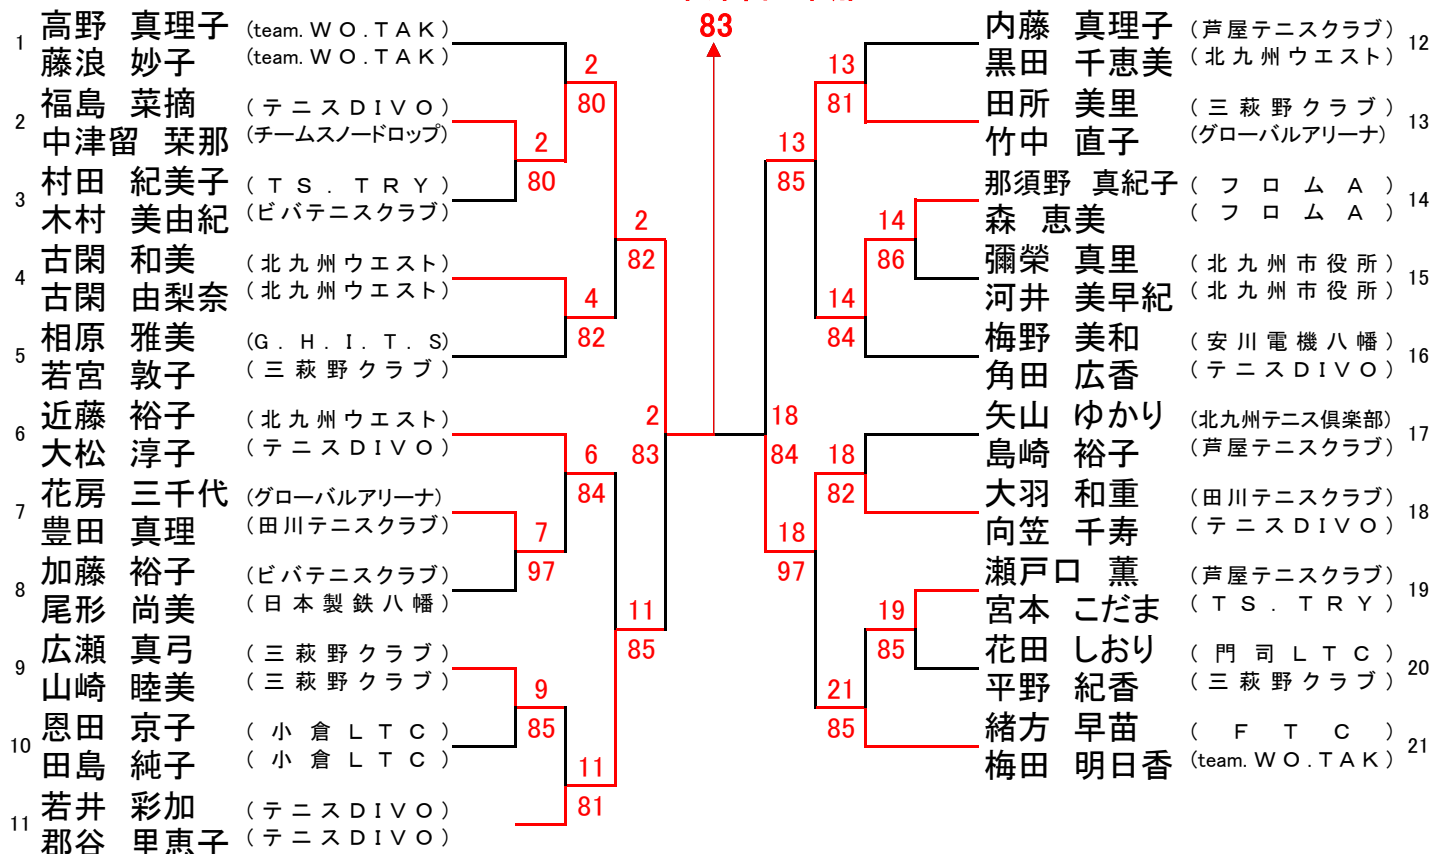 83
1 高野 真理子 (team.ＷＯ.ＴＡＫ)
藤浪 妙子 (team.ＷＯ.ＴＡＫ)
2 福島 菜摘 (テニスＤＩＶＯ)
中津留 栞那 (チームスノードロップ)
3 村田 紀美子 (ＴＳ．ＴＲＹ)
木村 美由紀 (ビバテニスクラブ)
4 古閑 和美 (北九州ウエスト)
古閑 由梨奈 (北九州ウエスト)
5 相原 雅美 (G．H．I．T．S)
若宮 敦子 (三萩野クラブ)
6 近藤 裕子 (北九州ウエスト)
大松 淳子 (テニスＤＩＶＯ)
7 花房 三千代 (グローバルアリーナ)
豊田 真理 (田川テニスクラブ)
8 加藤 裕子 (ビバテニスクラブ)
尾形 尚美 (日本製鉄八幡)
9 広瀬 真弓 (三萩野クラブ)
山崎 睦美 (三萩野クラブ)
10 恩田 京子 (小倉ＬＴＣ)
田島 純子 (小倉ＬＴＣ)
11 若井 彩加 (テニスＤＩＶＯ)
郡谷 里恵子 (テニスＤＩＶＯ)
2
80
2
80
2
82
4
82
2
83
6
84
7
97
11
85
9
85
11
81
13
81
13
85
14
86
14
84
18
84
18
82
18
97
19
85
21
85
内藤 真理子 (芦屋テニスクラブ) 12
黒田 千恵美 (北九州ウエスト)
田所 美里 (三萩野クラブ) 13
竹中 直子 (グローバルアリーナ)
那須野 真紀子 (フロムＡ) 14
森 恵美 (フロムＡ)
彌榮 真里 (北九州市役所) 15
河井 美早紀 (北九州市役所)
梅野 美和 (安川電機八幡) 16
角田 広香 (テニスＤＩＶＯ)
矢山 ゆかり (北九州テニス倶楽部) 17
島崎 裕子 (芦屋テニスクラブ)
大羽 和重 (田川テニスクラブ) 18
向笠 千寿 (テニスＤＩＶＯ)
瀬戸口 薫 (芦屋テニスクラブ) 19
宮本 こだま (ＴＳ．ＴＲＹ)
花田 しおり (門司ＬＴＣ) 20
平野 紀香 (三萩野クラブ)
緒方 早苗 (ＦＴＣ) 21
梅田 明日香 (team.ＷＯ.ＴＡＫ)